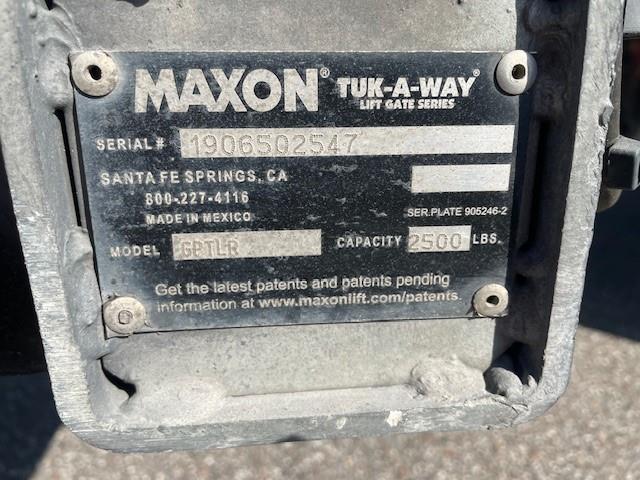 MAXON® TUK-A-WAY®
LIFT GATE SERIES
SERIAL # 1906502547
SANTA FE SPRINGS, CA
800-227-4116
MADE IN MEXICO
SER.PLATE 905246-2
MODEL GPTLR CAPACITY 2500 LBS.
Get the latest patents and patents pending
information at www.maxonlift.com/patents.